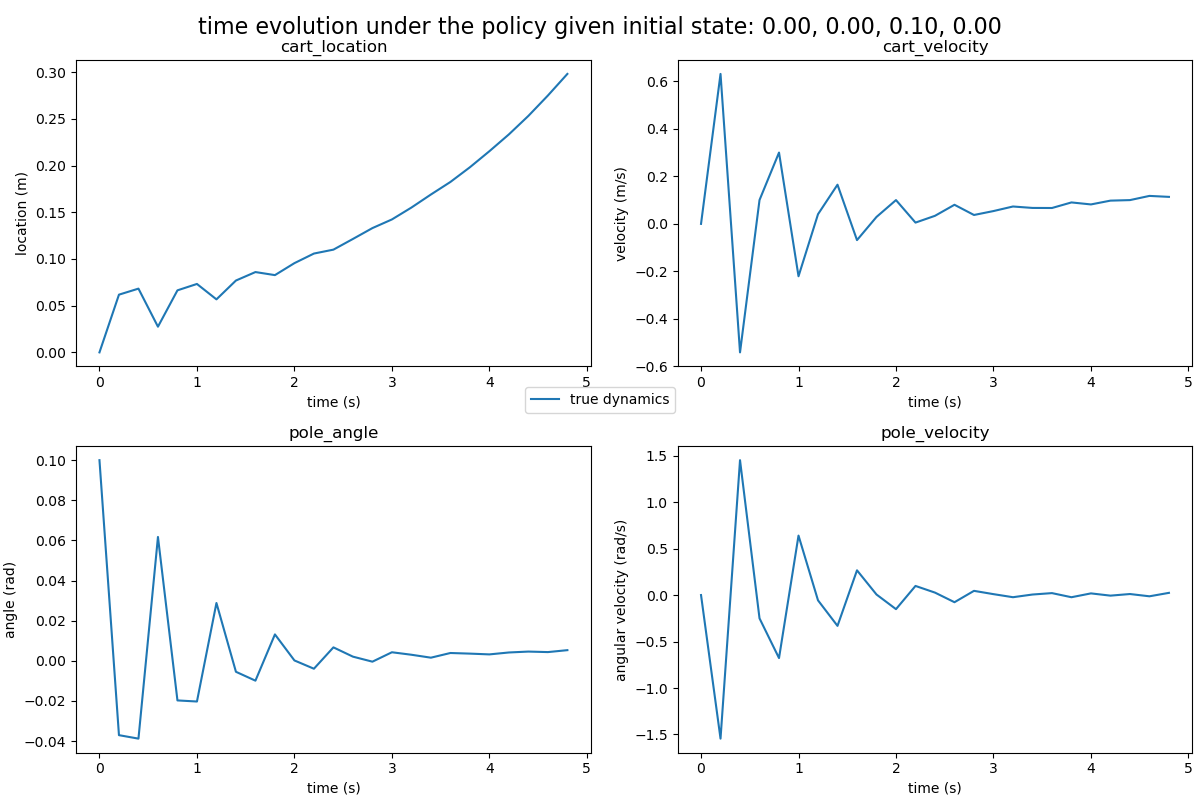 time evolution under the policy given initial state: 0.00, 0.00, 0.10, 0.00
cart_location
0.30
0.25
0.20
0.15
0.10
0.05
0.00
location (m)
0 1 2 3 4 5
time (s)
cart_velocity
0.6
0.4
0.2
0.0
−0.2
−0.4
−0.6
velocity (m/s)
0 1 2 3 4 5
time (s)
true dynamics
pole_angle
0.10
0.08
0.06
0.04
0.02
0.00
−0.02
−0.04
angle (rad)
0 1 2 3 4 5
time (s)
pole_velocity
1.5
1.0
0.5
0.0
−0.5
−1.0
−1.5
angular velocity (rad/s)
0 1 2 3 4 5
time (s)